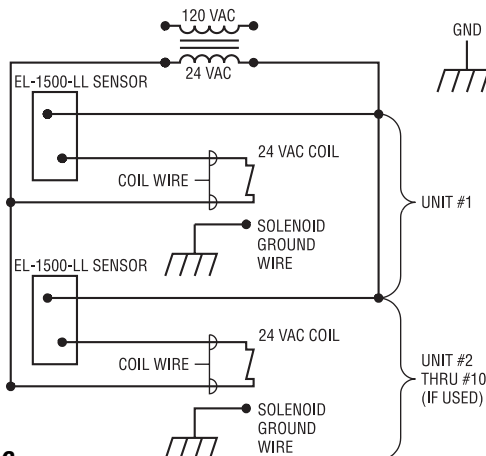 120 VAC
GND
24 VAC
EL-1500-LL SENSOR
24 VAC COIL
COIL WIRE
UNIT #1
SOLENOID
GROUND
WIRE
EL-1500-LL SENSOR
24 VAC COIL
COIL WIRE
UNIT #2
THRU #10
(IF USED)
SOLENOID
GROUND
WIRE